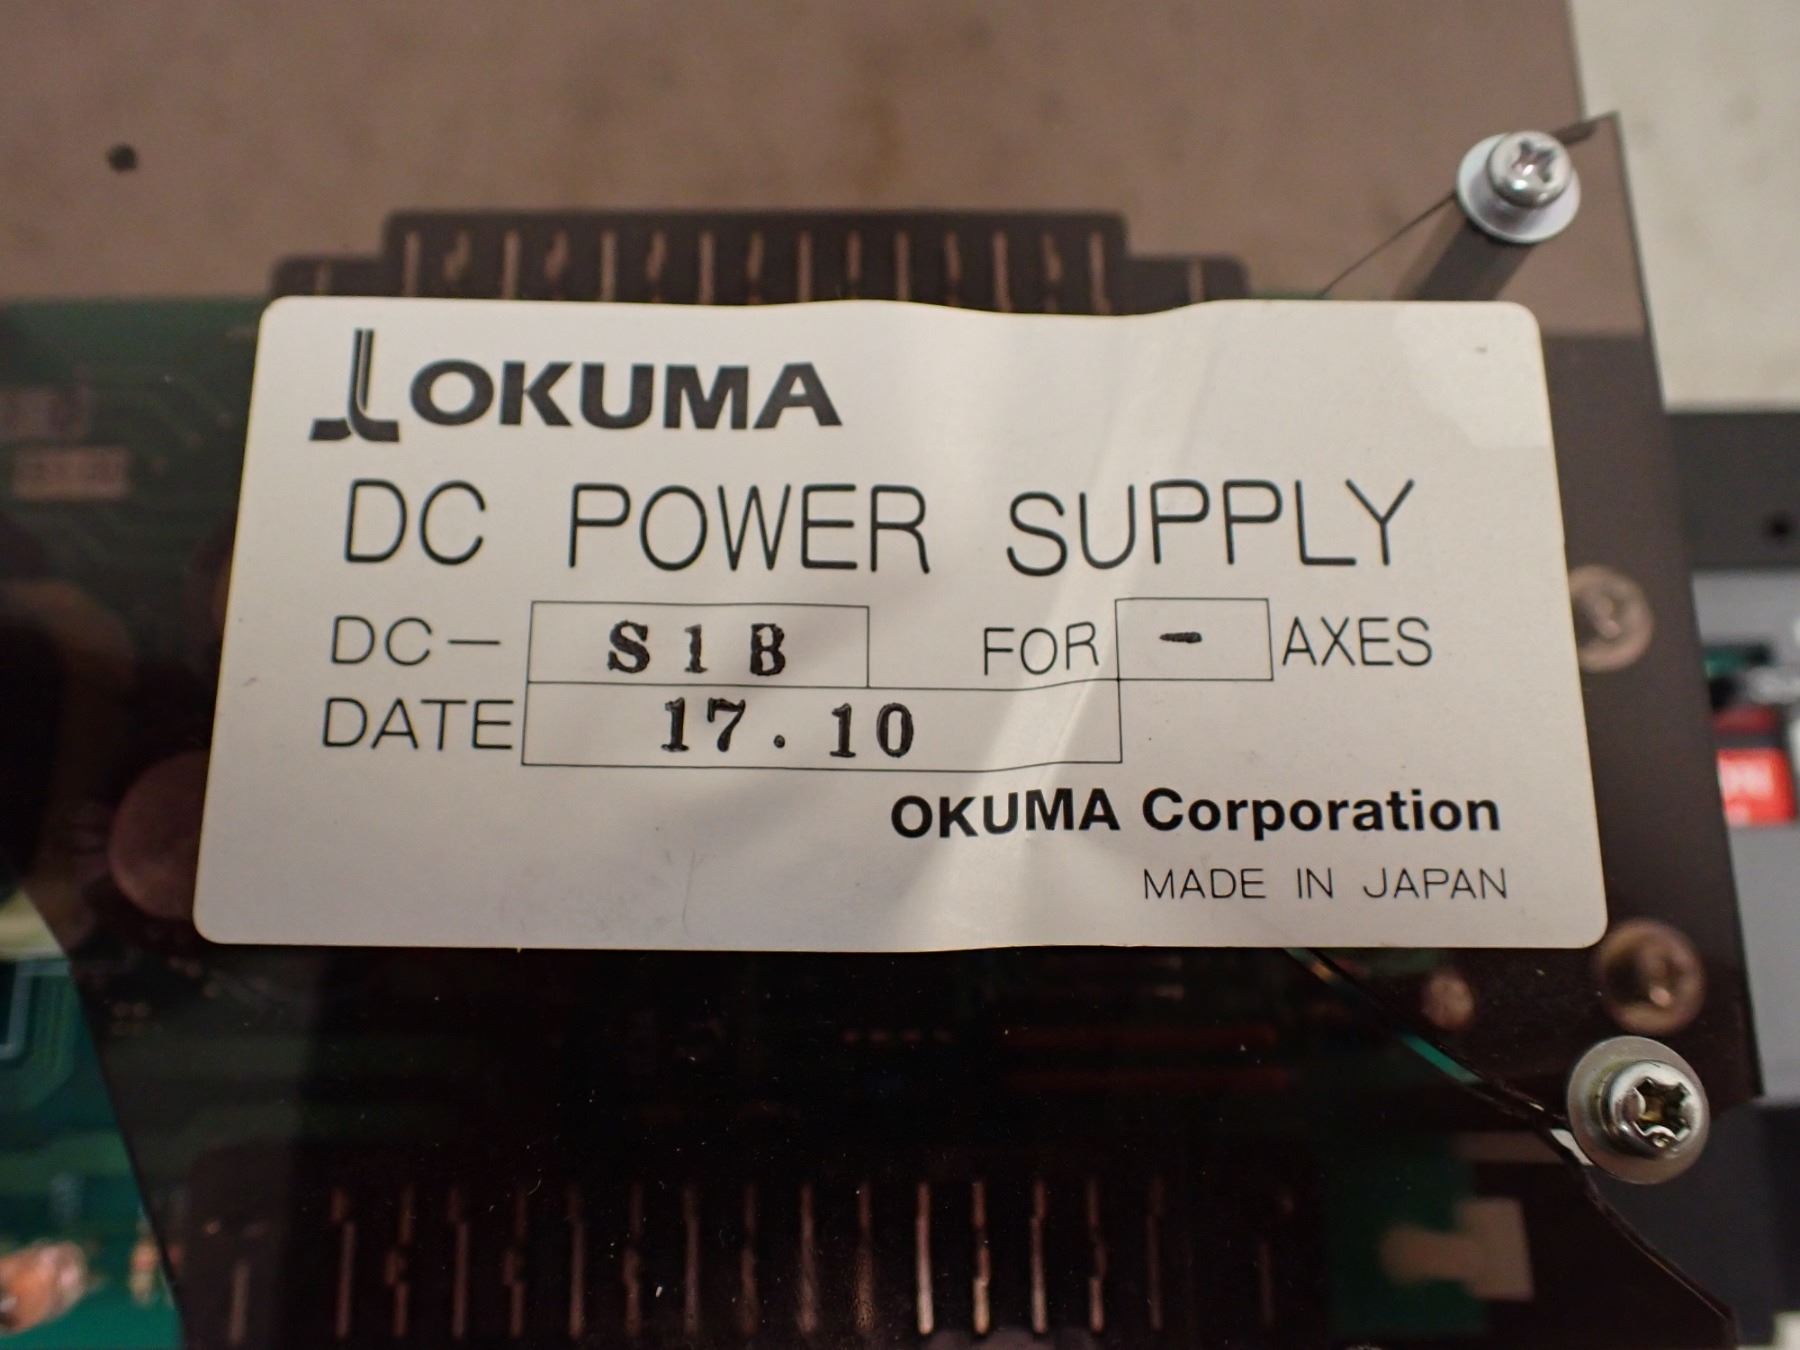 OKUMA
DC POWER SUPPLY
DC- S1B FOR - AXES
DATE 17.10
OKUMA Corporation
MADE IN JAPAN